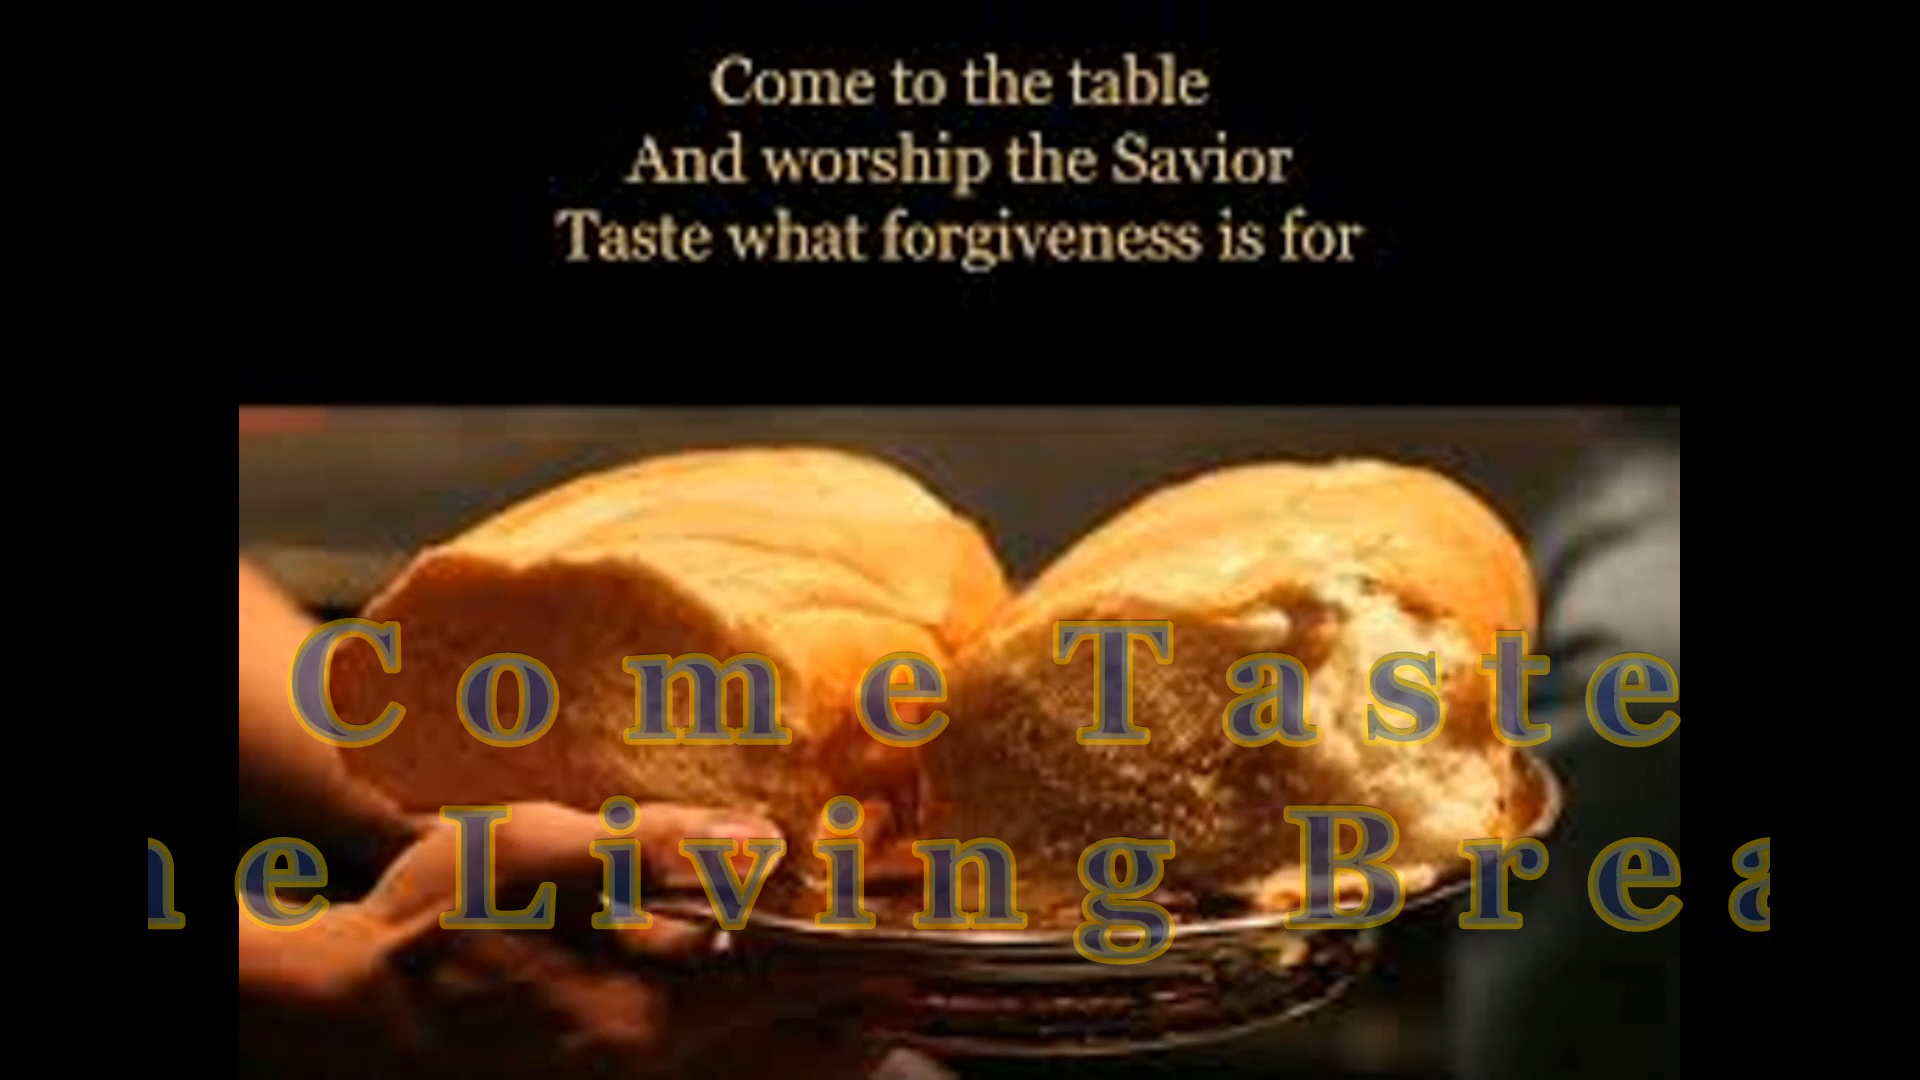 Come to the table
And worship the Savior
Taste what forgiveness is for
Come Taste
Living